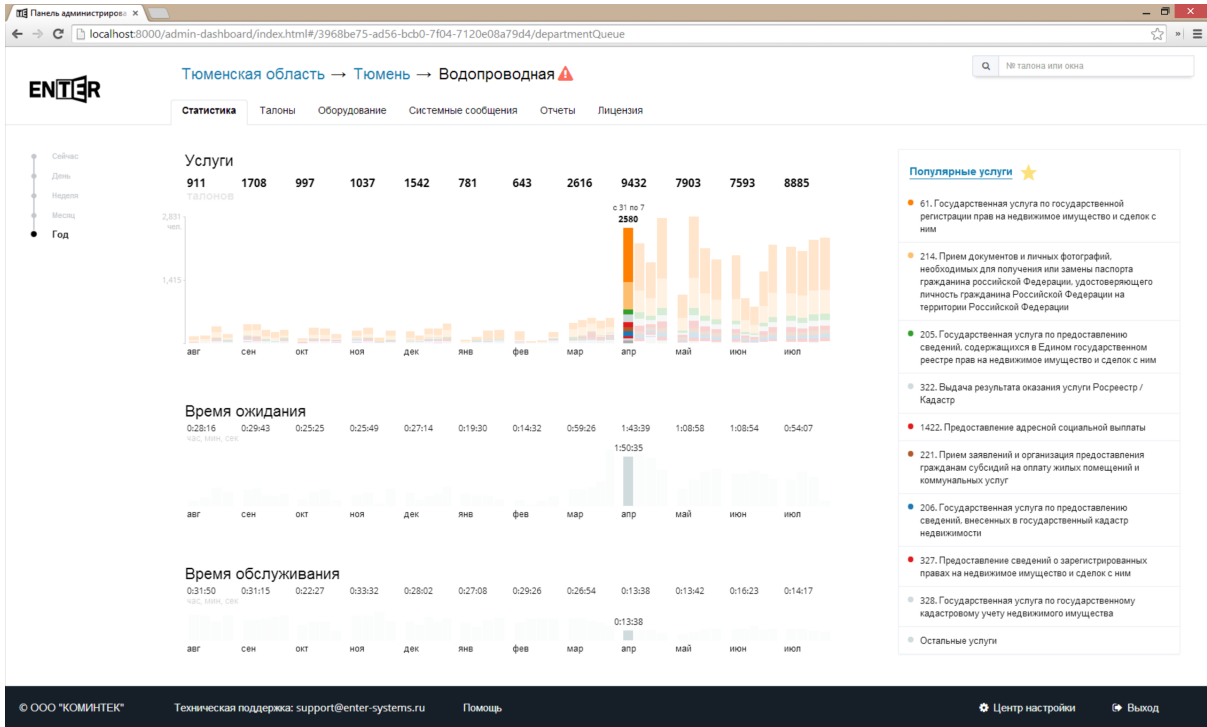 Панель администрирова
localhost:8000/admin-dashboard/index.html#/3968be75-ad56-bcb0-7f04-7120e08a79d4/departmentQueue
ENTER
Тюменская область → Тюмень → Водопроводная
№ талона или окна
Статистика Талоны Оборудование Системные сообщения Отчеты Лицензия
Сейчас
День
Неделя
Месяц
Год
Услуги
911 1708 997 1037 1542 781 643 2616 9432 7903 7593 8885
талонов
с 31 по 7
2580
2,831
чел.
1,415
авг сен окт ноя дек янв фев мар апр май июн июл
Время ожидания
0:28:16 0:29:43 0:25:25 0:25:49 0:27:14 0:19:30 0:14:32 0:59:26 1:43:39 1:08:58 1:08:54 0:54:07
час, мин, сек
1:50:35
авг сен окт ноя дек янв фев мар апр май июн июл
Время обслуживания
0:31:50 0:31:15 0:22:27 0:33:32 0:28:02 0:27:08 0:29:26 0:26:54 0:13:38 0:13:42 0:16:23 0:14:17
час, мин, сек
0:13:38
авг сен окт ноя дек янв фев мар апр май июн июл
Популярные услуги
61. Государственная услуга по государственной
регистрации прав на недвижимое имущество и сделок с
ним
214. Прием документов и личных фотографий,
необходимых для получения или замены паспорта
гражданина российской Федерации, удостоверяющего
личность гражданина Российской Федерации на
территории Российской Федерации
205. Государственная услуга по предоставлению
сведений, содержащихся в Едином государственном
реестре прав на недвижимое имущество и сделок с ним
322. Выдача результата оказания услуги Росреестр /
Кадастр
1422. Предоставление адресной социальной выплаты
221. Прием заявлений и организация предоставления
гражданам субсидий на оплату жилых помещений и
коммунальных услуг
206. Государственная услуга по предоставлению
сведений, внесенных в государственный кадастр
недвижимости
327. Предоставление сведений о зарегистрированных
правах на недвижимое имущество и сделок с ним
328. Государственная услуга по государственному
кадастровому учету недвижимого имущества
Остальные услуги
© ООО "КОМИНТЕК" Техническая поддержка: support@enter-systems.ru Помощь Центр настройки Выход